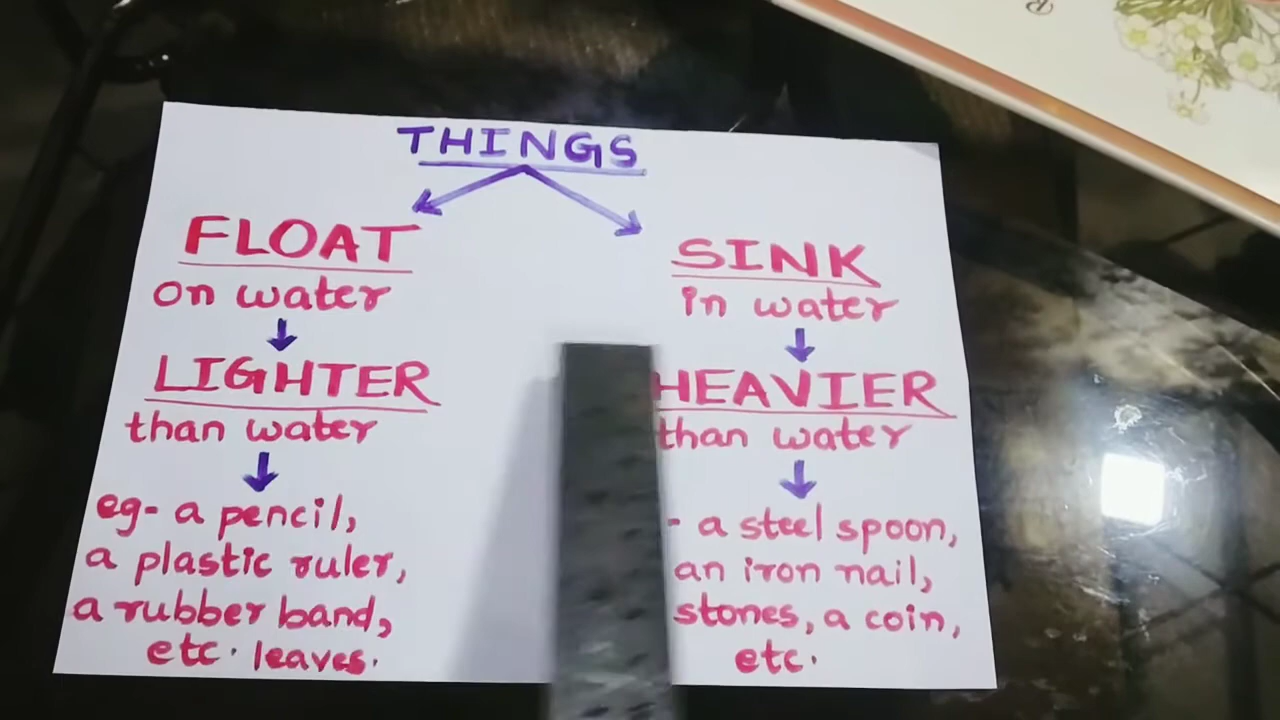 THINGS
FLOAT
on water
LIGHTER
than water
eg- a pencil,
a plastic ruler,
a rubber band,
etc. leaves.
SINK
in water
HEAVIER
than water
- a steel spoon,
an iron nail,
stones, a coin,
etc.